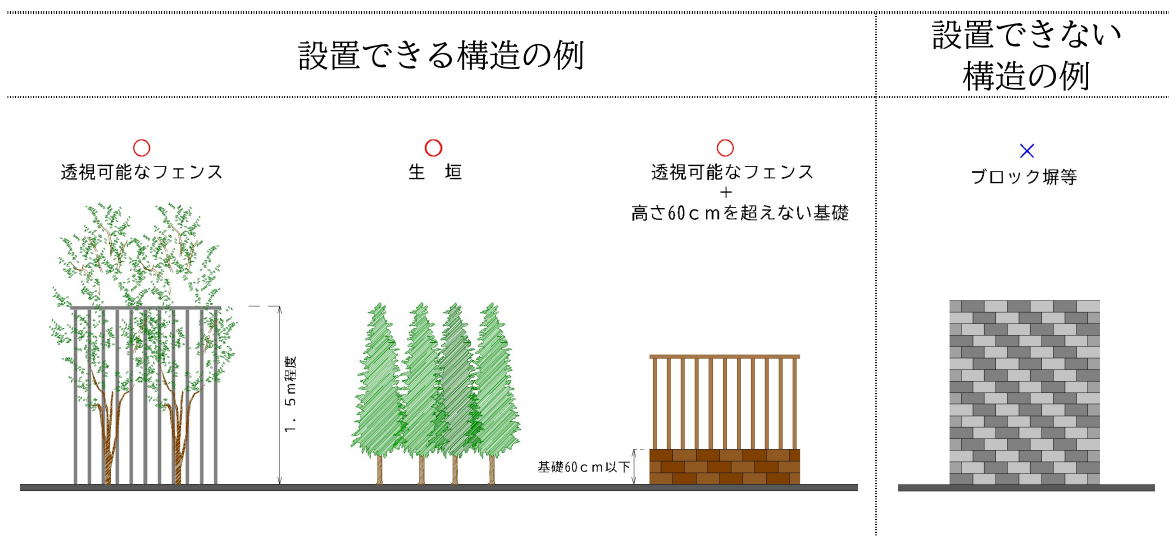 設置できる構造の例
設置できない
構造の例
○
透視可能なフェンス
○
生　垣
○
透視可能なフェンス
＋
高さ60ｃｍを超えない基礎
×
ブロック塀等
１．５ｍ程度
基礎60ｃｍ以下